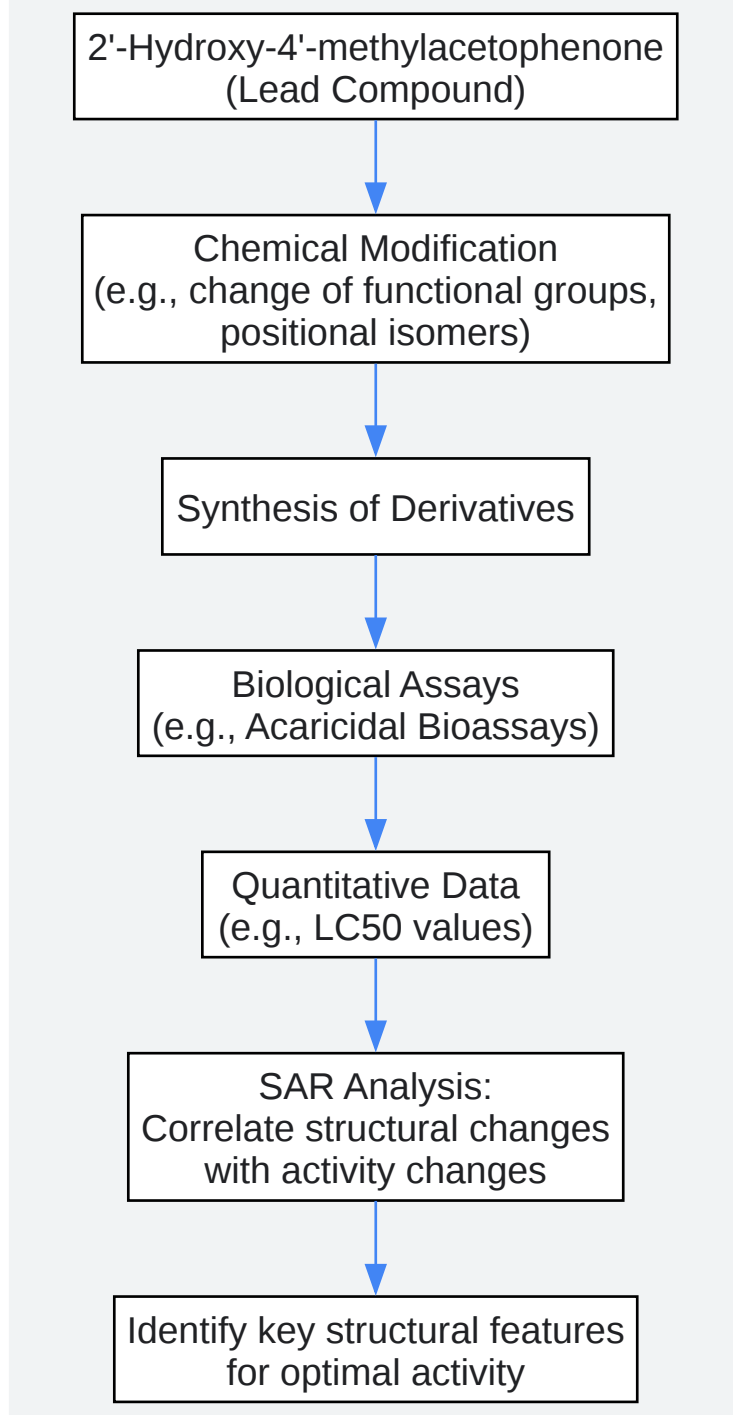 2'-Hydroxy-4'-methylacetophenone
(Lead Compound)
Chemical Modification
(e.g., change of functional groups,
positional isomers)
Synthesis of Derivatives
Biological Assays
(e.g., Acaricidal Bioassays)
Quantitative Data
(e.g., LC50 values)
SAR Analysis:
Correlate structural changes
with activity changes
Identify key structural features
for optimal activity